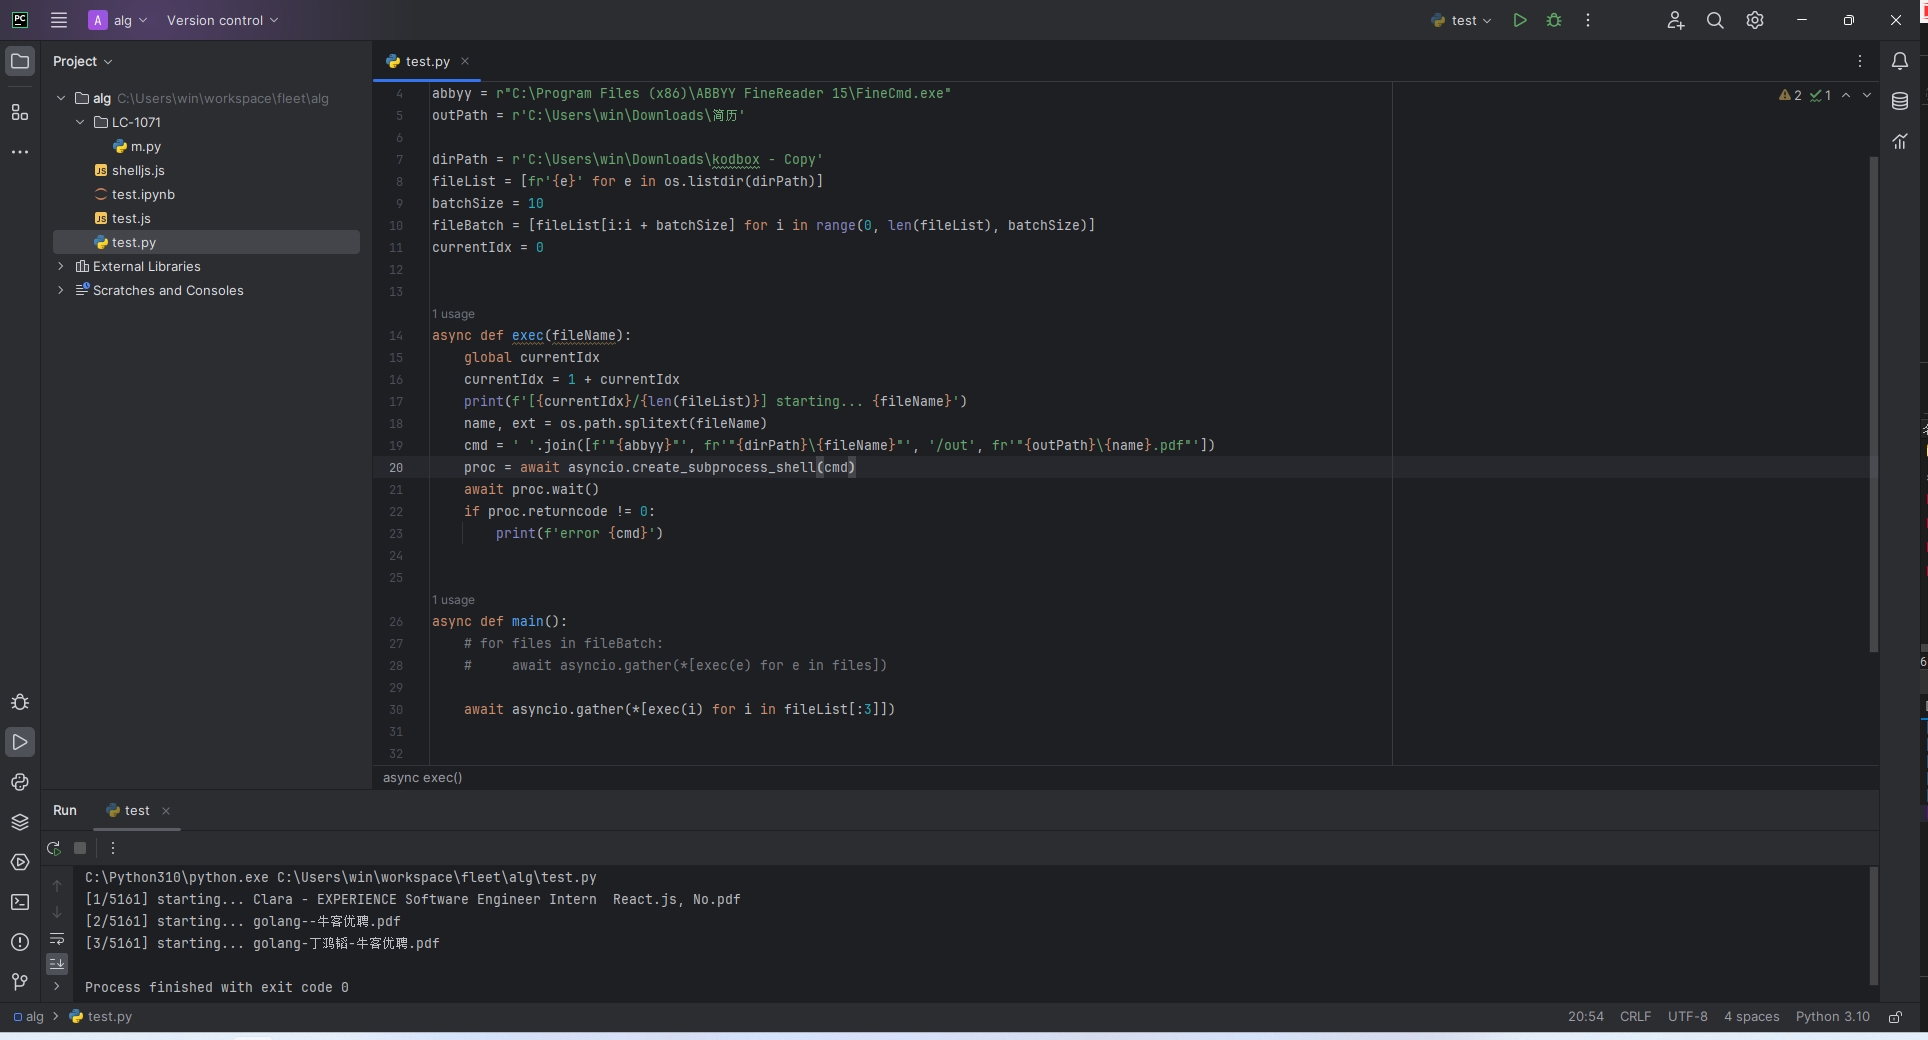 PC
A alg
Version control
test
Project
test.py
alg C:\Users\win\workspace\fleet\alg
LC-1071
m.py
JS shelljs.js
test.ipynb
JS test.js
test.py
External Libraries
Scratches and Consoles
2 1
4 abbyy = r"C:\Program Files (x86)\ABBYY FineReader 15\FineCmd.exe"
5 outPath = r'C:\Users\win\Downloads\简历'
6
7 dirPath = r'C:\Users\win\Downloads\kodbox - Copy'
8 fileList = [fr'{e}' for e in os.listdir(dirPath)]
9 batchSize = 10
10 fileBatch = [fileList[i:i + batchSize] for i in range(0, len(fileList), batchSize)]
11 currentIdx = 0
12
13
1 usage
14 async def exec(fileName):
15 global currentIdx
16 currentIdx = 1 + currentIdx
17 print(f'[{currentIdx}/{len(fileList)}] starting... {fileName}')
18 name, ext = os.path.splitext(fileName)
19 cmd = ' '.join([f'"{abbyy}"', fr'"{dirPath}\{fileName}"', '/out', fr'"{outPath}\{name}.pdf"'])
20 proc = await asyncio.create_subprocess_shell(cmd)
21 await proc.wait()
22 if proc.returncode != 0:
23 print(f'error {cmd}')
24
25
1 usage
26 async def main():
27 # for files in fileBatch:
28 # await asyncio.gather(*[exec(e) for e in files])
29
30 await asyncio.gather(*[exec(i) for i in fileList[:3]])
31
32
async exec()
Run test
C:\Python310\python.exe C:\Users\win\workspace\fleet\alg\test.py
[1/5161] starting... Clara - EXPERIENCE Software Engineer Intern  React.js, No.pdf
[2/5161] starting... golang--牛客优聘.pdf
[3/5161] starting... golang-丁鸿韬-牛客优聘.pdf
Process finished with exit code 0
alg > test.py
20:54 CRLF UTF-8 4 spaces Python 3.10